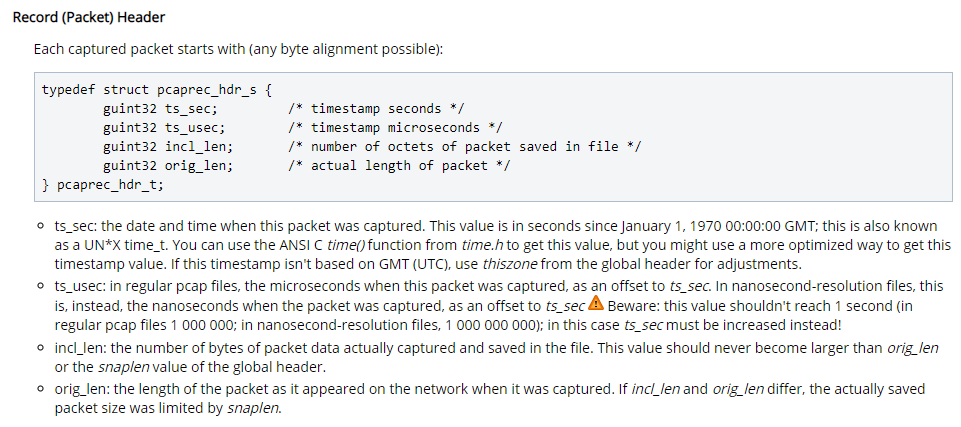 Record (Packet) Header
Each captured packet starts with (any byte alignment possible):
typedef struct pcaprec_hdr_s {
        guint32 ts_sec;         /* timestamp seconds */
        guint32 ts_usec;        /* timestamp microseconds */
        guint32 incl_len;       /* number of octets of packet saved in file */
        guint32 orig_len;       /* actual length of packet */
} pcaprec_hdr_t;
ts_sec: the date and time when this packet was captured. This value is in seconds since January 1, 1970 00:00:00 GMT; this is also known
as a UN*X time_t. You can use the ANSI C time() function from time.h to get this value, but you might use a more optimized way to get this
timestamp value. If this timestamp isn't based on GMT (UTC), use thiszone from the global header for adjustments.
ts_usec: in regular pcap files, the microseconds when this packet was captured, as an offset to ts_sec. In nanosecond-resolution files, this
is, instead, the nanoseconds when the packet was captured, as an offset to ts_sec ⚠ Beware: this value shouldn't reach 1 second (in
regular pcap files 1 000 000; in nanosecond-resolution files, 1 000 000 000); in this case ts_sec must be increased instead!
incl_len: the number of bytes of packet data actually captured and saved in the file. This value should never become larger than orig_len
or the snaplen value of the global header.
orig_len: the length of the packet as it appeared on the network when it was captured. If incl_len and orig_len differ, the actually saved
packet size was limited by snaplen.